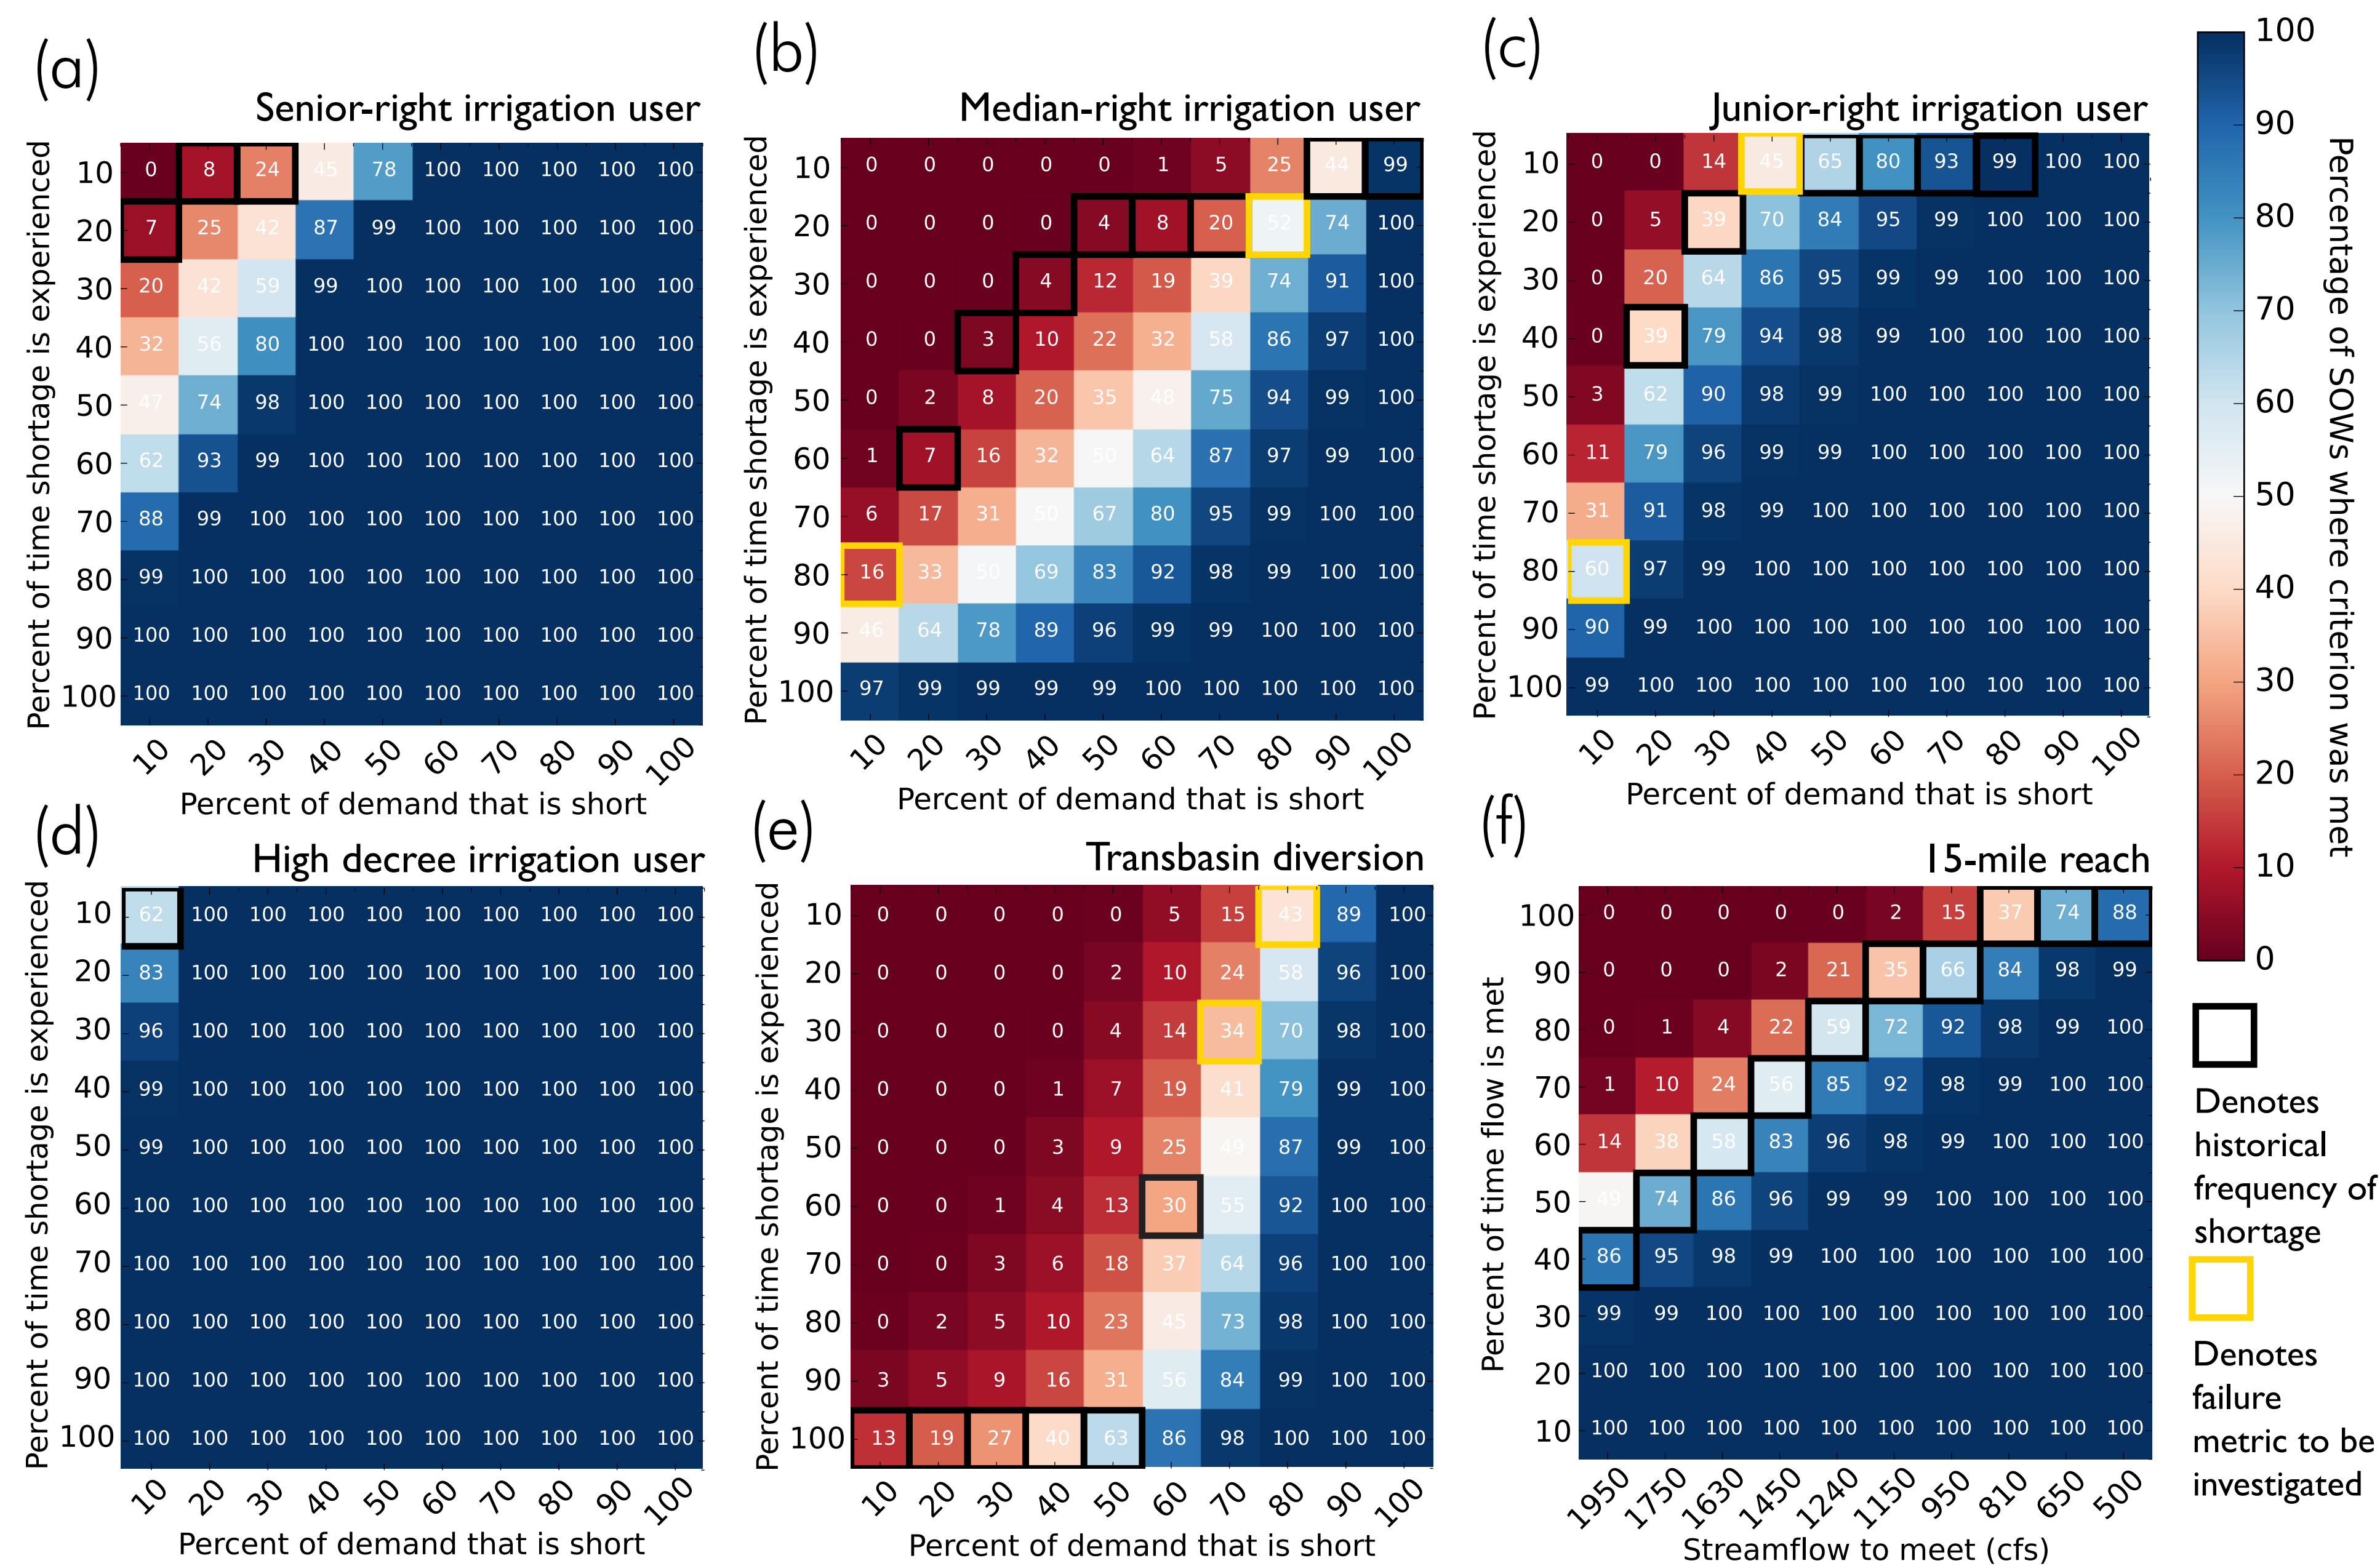 (a)
Senior-right irrigation user
Percent of time shortage is experienced
10 0 8 24 45 78 100 100 100 100 100
20 7 25 42 87 99 100 100 100 100 100
30 20 42 59 99 100 100 100 100 100 100
40 32 56 80 100 100 100 100 100 100 100
50 47 74 98 100 100 100 100 100 100 100
60 62 93 99 100 100 100 100 100 100 100
70 88 99 100 100 100 100 100 100 100 100
80 99 100 100 100 100 100 100 100 100 100
90 100 100 100 100 100 100 100 100 100 100
100 100 100 100 100 100 100 100 100 100 100
10 20 30 40 50 60 70 80 90 100
Percent of demand that is short
(b)
Median-right irrigation user
Percent of time shortage is experienced
10 0 0 0 0 0 1 5 25 44 99
20 0 0 0 0 4 8 20 52 74 100
30 0 0 0 4 12 19 39 74 91 100
40 0 0 3 10 22 32 58 86 97 100
50 0 2 8 20 35 48 75 94 99 100
60 1 7 16 32 50 64 87 97 99 100
70 6 17 31 50 67 80 95 99 100 100
80 16 33 50 69 83 92 98 99 100 100
90 46 64 78 89 96 99 99 100 100 100
100 97 99 99 99 99 100 100 100 100 100
10 20 30 40 50 60 70 80 90 100
Percent of demand that is short
(c)
Junior-right irrigation user
Percent of time shortage is experienced
10 0 0 14 45 65 80 93 99 100 100
20 0 5 39 70 84 95 99 100 100 100
30 0 20 64 86 95 99 99 100 100 100
40 0 39 79 94 98 99 100 100 100 100
50 3 62 90 98 99 100 100 100 100 100
60 11 79 96 99 99 100 100 100 100 100
70 31 91 98 99 100 100 100 100 100 100
80 60 97 99 100 100 100 100 100 100 100
90 90 99 100 100 100 100 100 100 100 100
100 99 100 100 100 100 100 100 100 100 100
10 20 30 40 50 60 70 80 90 100
Percent of demand that is short
100
90
80
70
60
50
40
30
20
10
0
Percentage of SOWs where criterion was met
(d)
High decree irrigation user
Percent of time shortage is experienced
10 62 100 100 100 100 100 100 100 100 100
20 83 100 100 100 100 100 100 100 100 100
30 96 100 100 100 100 100 100 100 100 100
40 99 100 100 100 100 100 100 100 100 100
50 99 100 100 100 100 100 100 100 100 100
60 100 100 100 100 100 100 100 100 100 100
70 100 100 100 100 100 100 100 100 100 100
80 100 100 100 100 100 100 100 100 100 100
90 100 100 100 100 100 100 100 100 100 100
100 100 100 100 100 100 100 100 100 100 100
10 20 30 40 50 60 70 80 90 100
Percent of demand that is short
(e)
Transbasin diversion
Percent of time shortage is experienced
10 0 0 0 0 0 5 15 43 89 100
20 0 0 0 0 2 10 24 58 96 100
30 0 0 0 0 4 14 34 70 98 100
40 0 0 0 1 7 19 41 79 99 100
50 0 0 0 3 9 25 49 87 99 100
60 0 0 1 4 13 30 55 92 100 100
70 0 0 3 6 18 37 64 96 100 100
80 0 2 5 10 23 45 73 98 100 100
90 3 5 9 16 31 56 84 99 100 100
100 13 19 27 40 63 86 98 100 100 100
10 20 30 40 50 60 70 80 90 100
Percent of demand that is short
(f)
15-mile reach
Percent of time flow is met
100 0 0 0 0 0 2 15 37 74 88
90 0 0 0 2 21 35 66 84 98 99
80 0 1 4 22 59 72 92 98 99 100
70 1 10 24 56 85 92 98 99 100 100
60 14 38 58 83 96 98 99 100 100 100
50 49 74 86 96 99 99 100 100 100 100
40 86 95 98 99 100 100 100 100 100 100
30 99 99 100 100 100 100 100 100 100 100
20 100 100 100 100 100 100 100 100 100 100
10 100 100 100 100 100 100 100 100 100 100
1950 1750 1630 1450 1240 1150 950 810 650 500
Streamflow to meet (cfs)
Denotes
historical
frequency of
shortage
Denotes
failure
metric to be
investigated